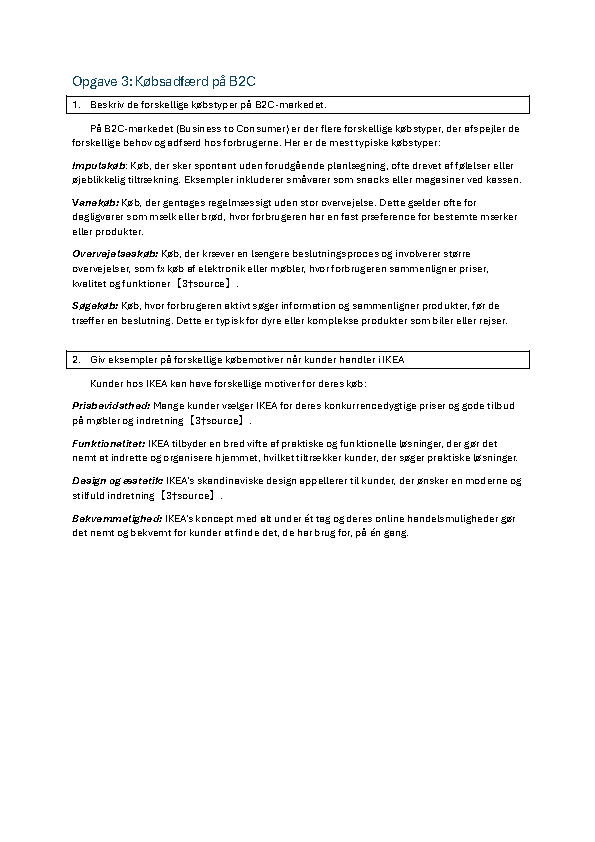 Opgave 3: Købsadfærd på B2C
1. Beskriv de forskellige købstyper på B2C-markedet.
På B2C-markedet (Business to Consumer) er der flere forskellige købstyper, der afspejler de
forskellige behov og adfærd hos forbrugerne. Her er de mest typiske købstyper:
Impulskøb: Køb, der sker spontant uden forudgående planlægning, ofte drevet af følelser eller
øjeblikkelig tiltrækning. Eksempler inkluderer småvarer som snacks eller magasiner ved kassen.
Vanekøb: Køb, der gentages regelmæssigt uden stor overvejelse. Dette gælder ofte for
dagligvarer som mælk eller brød, hvor forbrugeren har en fast præference for bestemte mærker
eller produkter.
Overvejelseskøb: Køb, der kræver en længere beslutningsproces og involverer større
overvejelser, som fx køb af elektronik eller møbler, hvor forbrugeren sammenligner priser,
kvalitet og funktioner【3†source】.
Søgekøb: Køb, hvor forbrugeren aktivt søger information og sammenligner produkter, før de
træffer en beslutning. Dette er typisk for dyre eller komplekse produkter som biler eller rejser.
2. Giv eksempler på forskellige købemotiver når kunder handler i IKEA
Kunder hos IKEA kan have forskellige motiver for deres køb:
Prisbevidsthed: Mange kunder vælger IKEA for deres konkurrencedygtige priser og gode tilbud
på møbler og indretning【3†source】.
Funktionalitet: IKEA tilbyder en bred vifte af praktiske og funktionelle løsninger, der gør det
nemt at indrette og organisere hjemmet, hvilket tiltrækker kunder, der søger praktiske løsninger.
Design og æstetik: IKEA's skandinaviske design appellerer til kunder, der ønsker en moderne og
stilfuld indretning【3†source】.
Bekvemmelighed: IKEA's koncept med alt under ét tag og deres online handelsmuligheder gør
det nemt og bekvemt for kunder at finde det, de har brug for, på én gang.